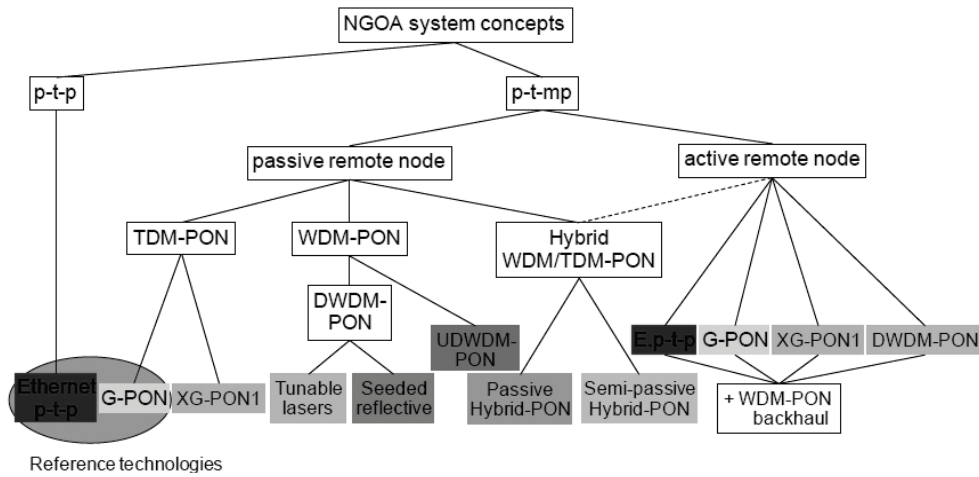 NGOA system concepts
p-t-p
p-t-mp
passive remote node
active remote node
TDM-PON
WDM-PON
Hybrid
WDM/TDM-PON
DWDM-
PON
UDWDM-
PON
E.p-t-p
G-PON
XG-PON1
DWDM-PON
Ethernet
p-t-p
G-PON
XG-PON1
Tunable
lasers
Seeded
reflective
Passive
Hybrid-PON
Semi-passive
Hybrid-PON
+ WDM-PON
backhaul
Reference technologies